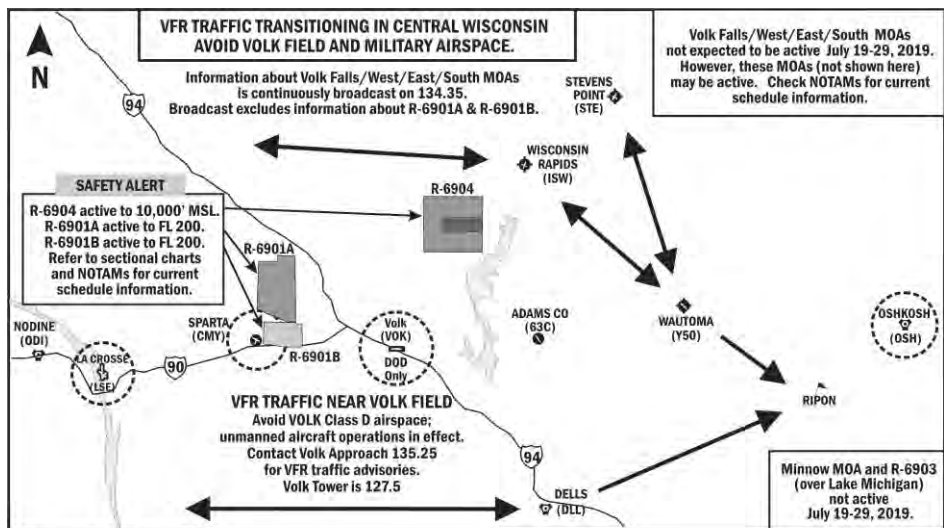 VFR TRAFFIC TRANSITIONING IN CENTRAL WISCONSIN
AVOID VOLK FIELD AND MILITARY AIRSPACE.
N
94
Information about Volk Falls/West/East/South MOAs
is continuously broadcast on 134.35.
Broadcast excludes information about R-6901A & R-6901B.
Volk Falls/West/East/South MOAs
not expected to be active July 19-29, 2019.
However, these MOAs (not shown here)
may be active. Check NOTAMs for current
schedule information.
STEVENS
POINT
(STE)
WISCONSIN
RAPIDS
(ISW)
SAFETY ALERT
R-6904 active to 10,000' MSL.
R-6901A active to FL 200.
R-6901B active to FL 200.
Refer to sectional charts
and NOTAMs for current
schedule information.
R-6904
R-6901A
NODINE
(ODI)
LA CROSSE
(LSE)
90
SPARTA
(CMY)
R-6901B
Volk
(VOK)
DOD
Only
ADAMS CO
(63C)
WAUTOMA
(Y50)
OSHKOSH
(OSH)
RIPON
VFR TRAFFIC NEAR VOLK FIELD
Avoid VOLK Class D airspace;
unmanned aircraft operations in effect.
Contact Volk Approach 135.25
for VFR traffic advisories.
Volk Tower is 127.5
94
DELLS
(DLL)
Minnow MOA and R-6903
(over Lake Michigan)
not active
July 19-29, 2019.